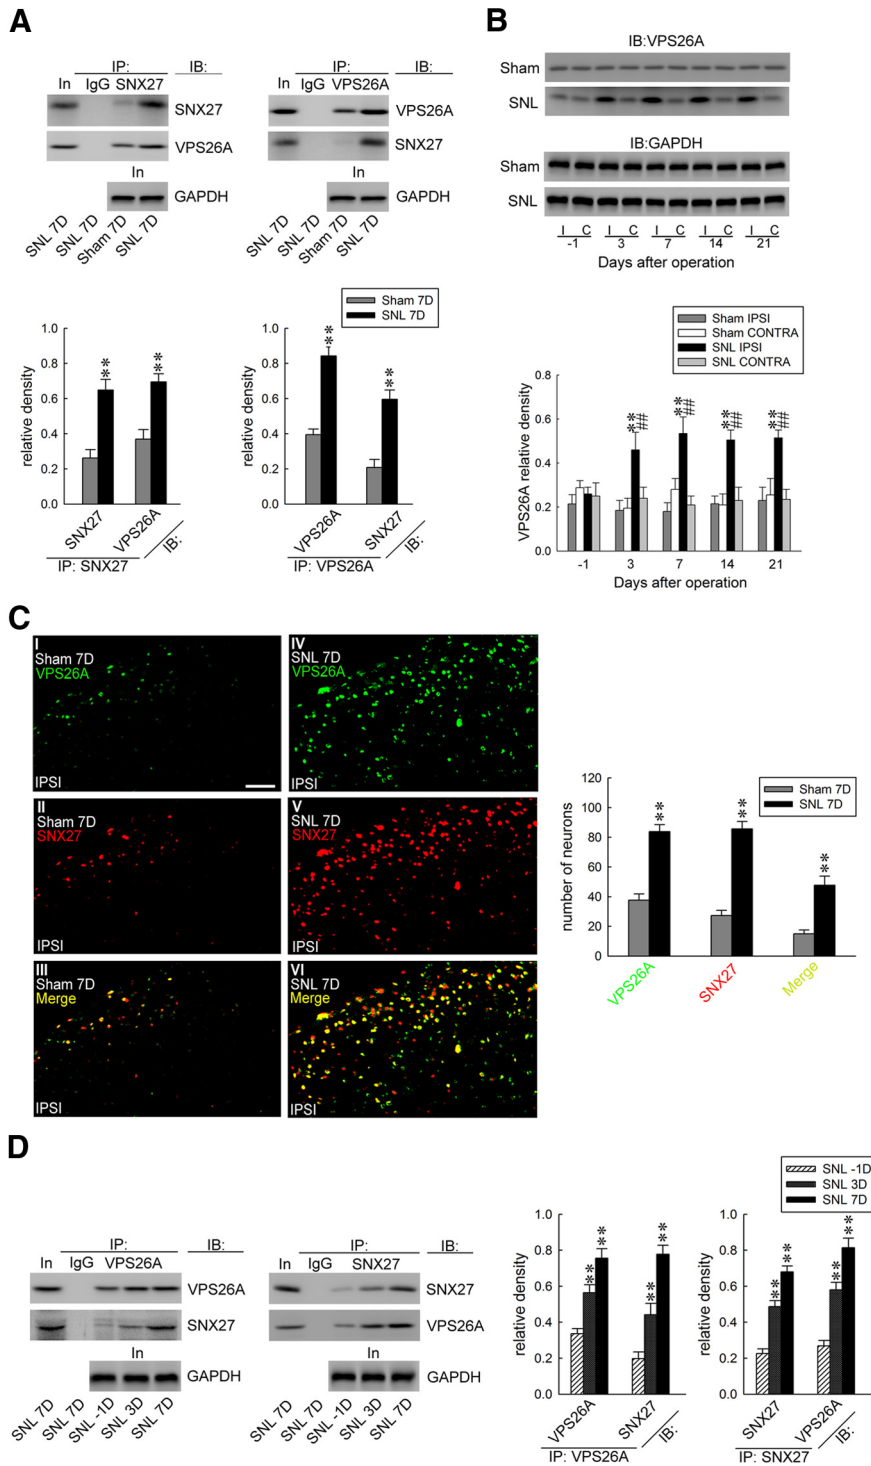 A
IP: IB:
In IgG SNX27
SNX27
VPS26A
In
GAPDH
SNL 7D SNL 7D Sham 7D SNL 7D
IP: IB:
In IgG VPS26A
VPS26A
SNX27
In
GAPDH
SNL 7D SNL 7D Sham 7D SNL 7D
Sham 7D
SNL 7D
relative density
1.0
0.8
0.6
0.4
0.2
0.0
** **
SNX27 VPS26A IB:
IP: SNX27
relative density
1.0
0.8
0.6
0.4
0.2
0.0
** **
VPS26A SNX27 IB:
IP: VPS26A
B
IB:VPS26A
Sham
SNL
IB:GAPDH
Sham
SNL
I C I C I C I C I C
-1 3 7 14 21
Days after operation
Sham IPSI
Sham CONTRA
SNL IPSI
SNL CONTRA
VPS26A relative density
0.8
0.6
0.4
0.2
0.0
** ## ** ## ** ## ** ##
-1 3 7 14 21
Days after operation
C
I
Sham 7D
VPS26A
IPSI
IV
SNL 7D
VPS26A
IPSI
II
Sham 7D
SNX27
IPSI
V
SNL 7D
SNX27
IPSI
III
Sham 7D
Merge
IPSI
VI
SNL 7D
Merge
IPSI
Sham 7D
SNL 7D
number of neurons
120
100
80
60
40
20
0
** ** **
VPS26A SNX27 Merge
D
IP: IB:
In IgG VPS26A
VPS26A
SNX27
In
GAPDH
SNL 7D SNL 7D SNL -1D SNL 3D SNL 7D
IP: IB:
In IgG SNX27
SNX27
VPS26A
In
GAPDH
SNL 7D SNL 7D SNL -1D SNL 3D SNL 7D
SNL -1D
SNL 3D
SNL 7D
relative density
1.0
0.8
0.6
0.4
0.2
0.0
** ** ** **
VPS26A SNX27 IB:
IP: VPS26A
relative density
1.0
0.8
0.6
0.4
0.2
0.0
** ** ** **
SNX27 VPS26A IB:
IP: SNX27